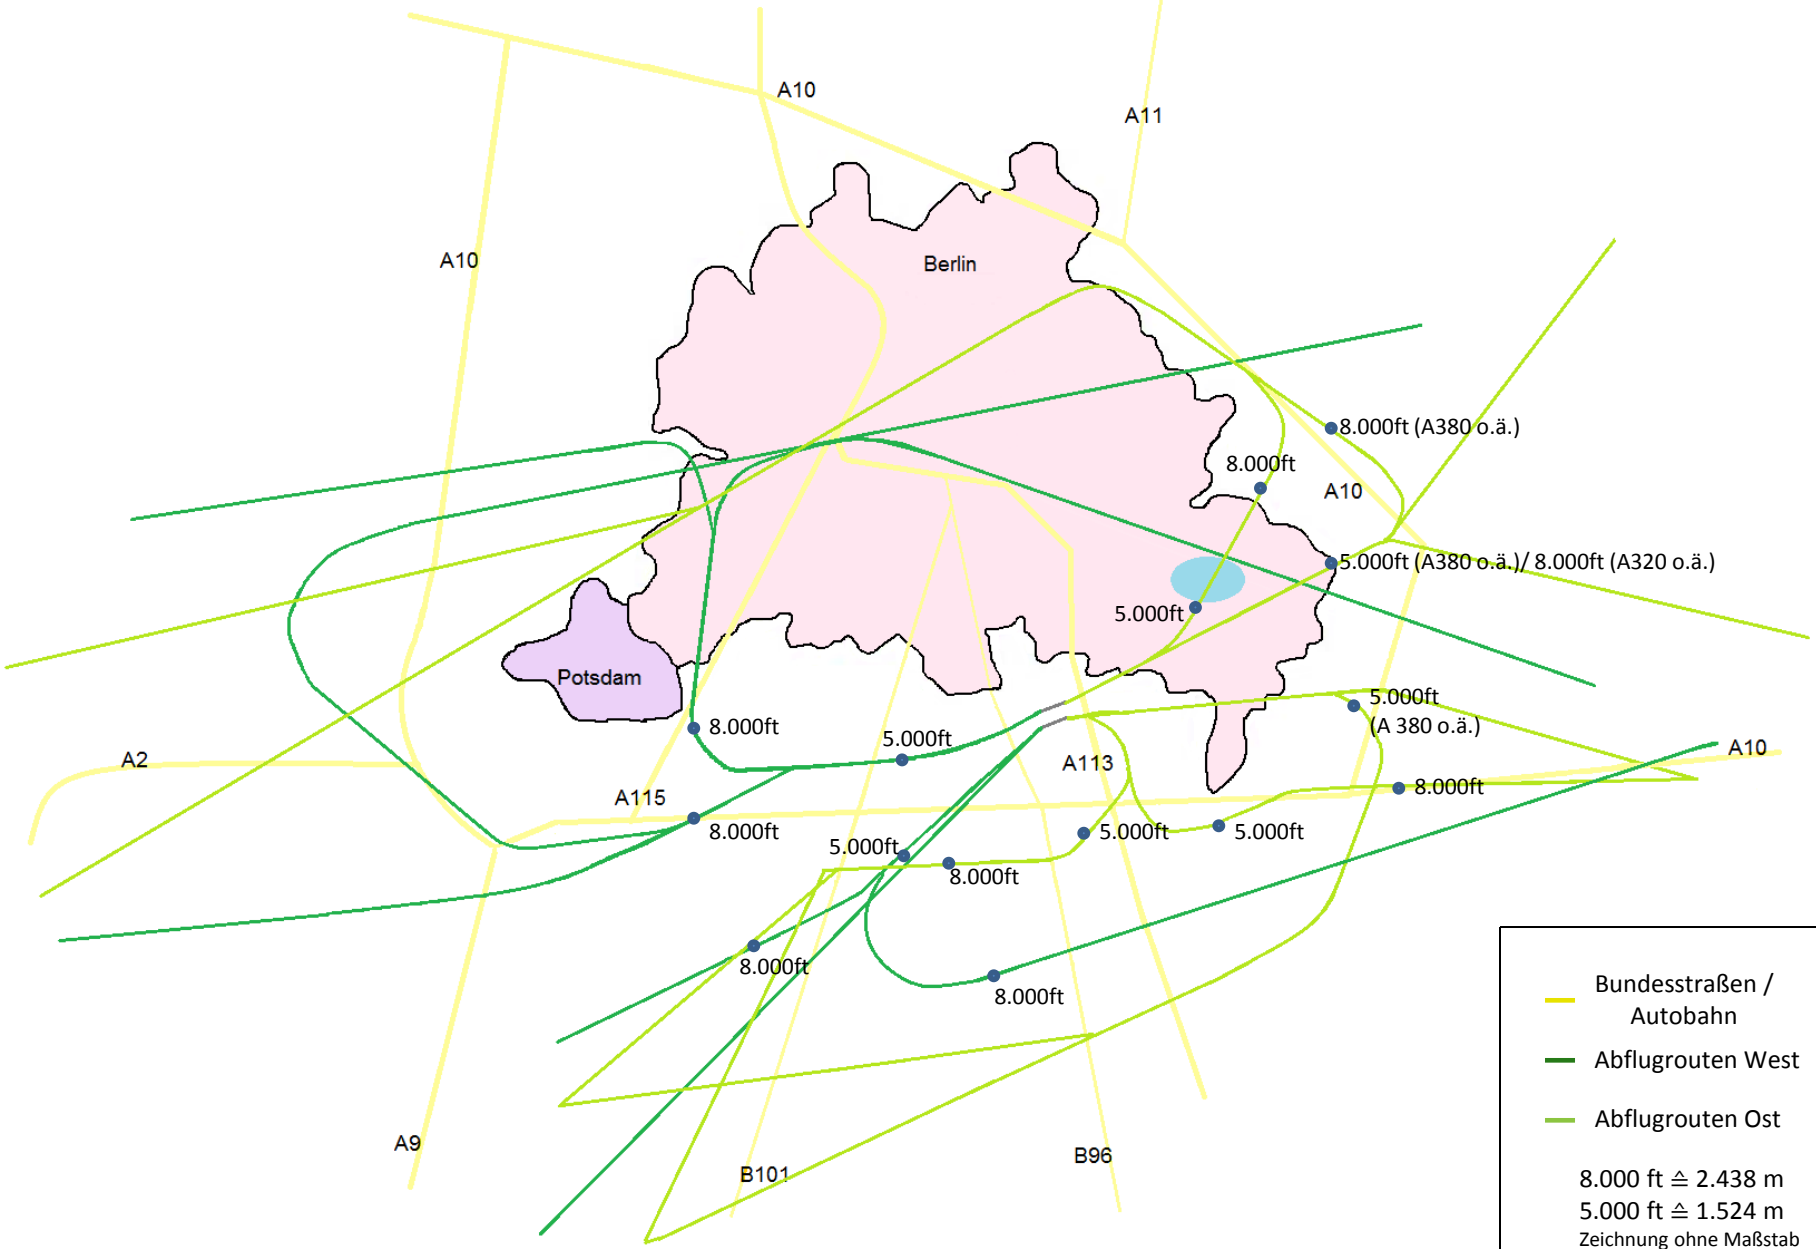 A10
A11
A10
Berlin
8.000ft (A380 o.ä.)
8.000ft
A10
5.000ft (A380 o.ä.)/ 8.000ft (A320 o.ä.)
5.000ft
Potsdam
5.000ft
(A 380 o.ä.)
8.000ft
5.000ft
A2
A113
A10
A115
8.000ft
8.000ft
5.000ft
5.000ft
5.000ft
8.000ft
8.000ft
8.000ft
A9
B101
B96
Bundesstraßen /
Autobahn
Abflugrouten West
Abflugrouten Ost
8.000 ft ≙ 2.438 m
5.000 ft ≙ 1.524 m
Zeichnung ohne Maßstab